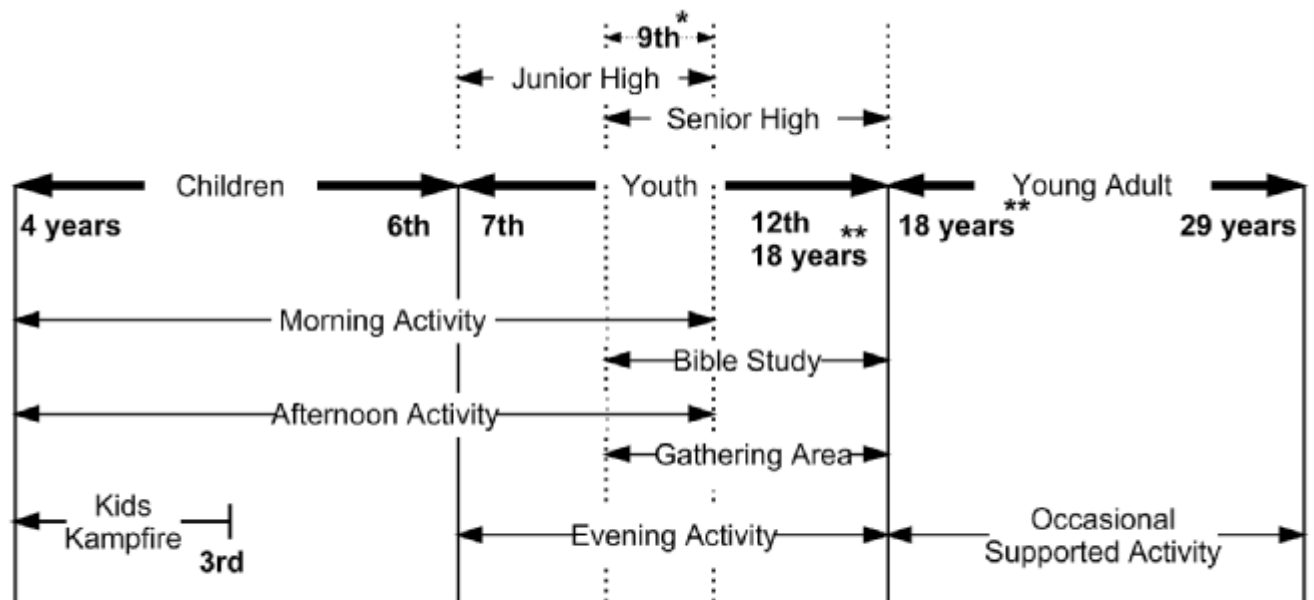 9th*
Junior High
Senior High
Children
Youth
Young Adult
4 years
6th
7th
12th
18 years**
18 years**
29 years
Morning Activity
Bible Study
Afternoon Activity
Gathering Area
Kids
Kampfire
3rd
Evening Activity
Occasional
Supported Activity